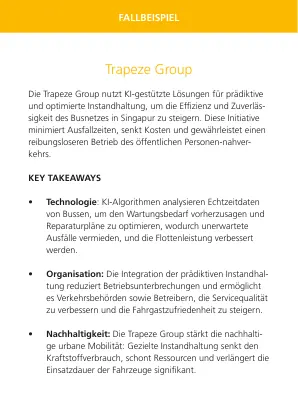 FALLBEISPIEL
Trapeze Group
Die Trapeze Group nutzt KI-gestützte Lösungen für prädiktive
und optimierte Instandhaltung, um die Effizienz und Zuverläs-
sigkeit des Busnetzes in Singapur zu steigern. Diese Initiative
minimiert Ausfallzeiten, senkt Kosten und gewährleistet einen
reibungsloseren Betrieb des öffentlichen Personen-nahver-
kehrs.
KEY TAKEAWAYS
• Technologie: KI-Algorithmen analysieren Echtzeitdaten
von Bussen, um den Wartungsbedarf vorherzusagen und
Reparaturpläne zu optimieren, wodurch unerwartete
Ausfälle vermieden, und die Flottenleistung verbessert
werden.
• Organisation: Die Integration der prädiktiven Instandhal-
tung reduziert Betriebsunterbrechungen und ermöglicht
es Verkehrsbehörden sowie Betreibern, die Servicequalität
zu verbessern und die Fahrgastzufriedenheit zu steigern.
• Nachhaltigkeit: Die Trapeze Group stärkt die nachhalti-
ge urbane Mobilität: Gezielte Instandhaltung senkt den
Kraftstoffverbrauch, schont Ressourcen und verlängert die
Einsatzdauer der Fahrzeuge signifikant.